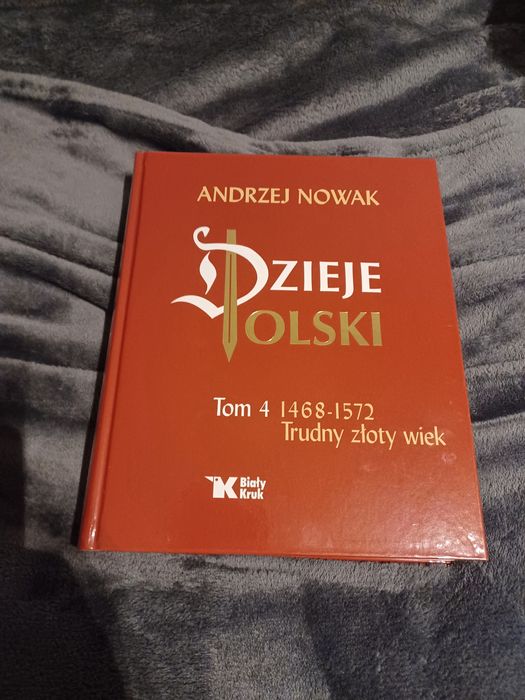 ANDRZEJ NOWAK
DZIEJE
POLSKI
Tom 4 1468-1572
Trudny złoty wiek
Biały
Kruk